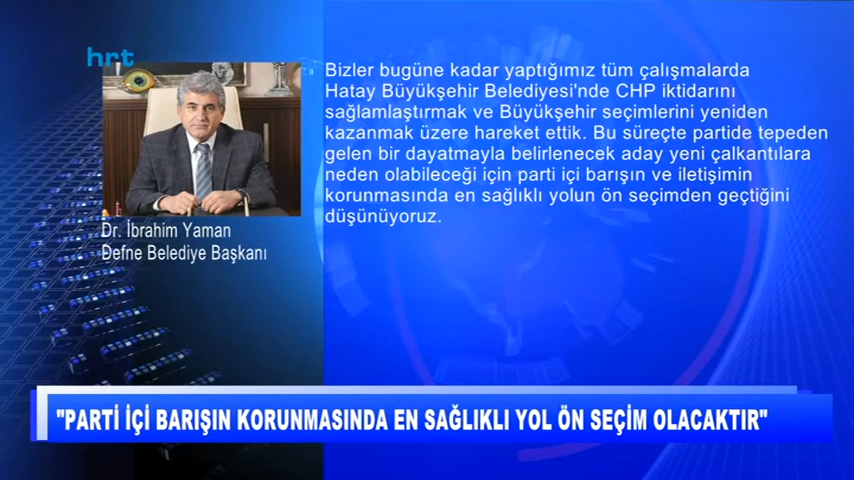 hrt
Bizler bugüne kadar yaptığımız tüm çalışmalarda
Hatay Büyükşehir Belediyesi'nde CHP iktidarını
sağlamlaştırmak ve Büyükşehir seçimlerini yeniden
kazanmak üzere hareket ettik. Bu süreçte partide tepeden
gelen bir dayatmayla belirlenecek aday yeni çalkantılara
neden olabileceği için parti içi barışın ve iletişimin
korunmasında en sağlıklı yolun ön seçimden geçtiğini
düşünüyoruz.
Dr. İbrahim Yaman
Defne Belediye Başkanı
"PARTİ İÇİ BARIŞIN KORUNMASINDA EN SAĞLIKLI YOL ÖN SEÇİM OLACAKTIR"